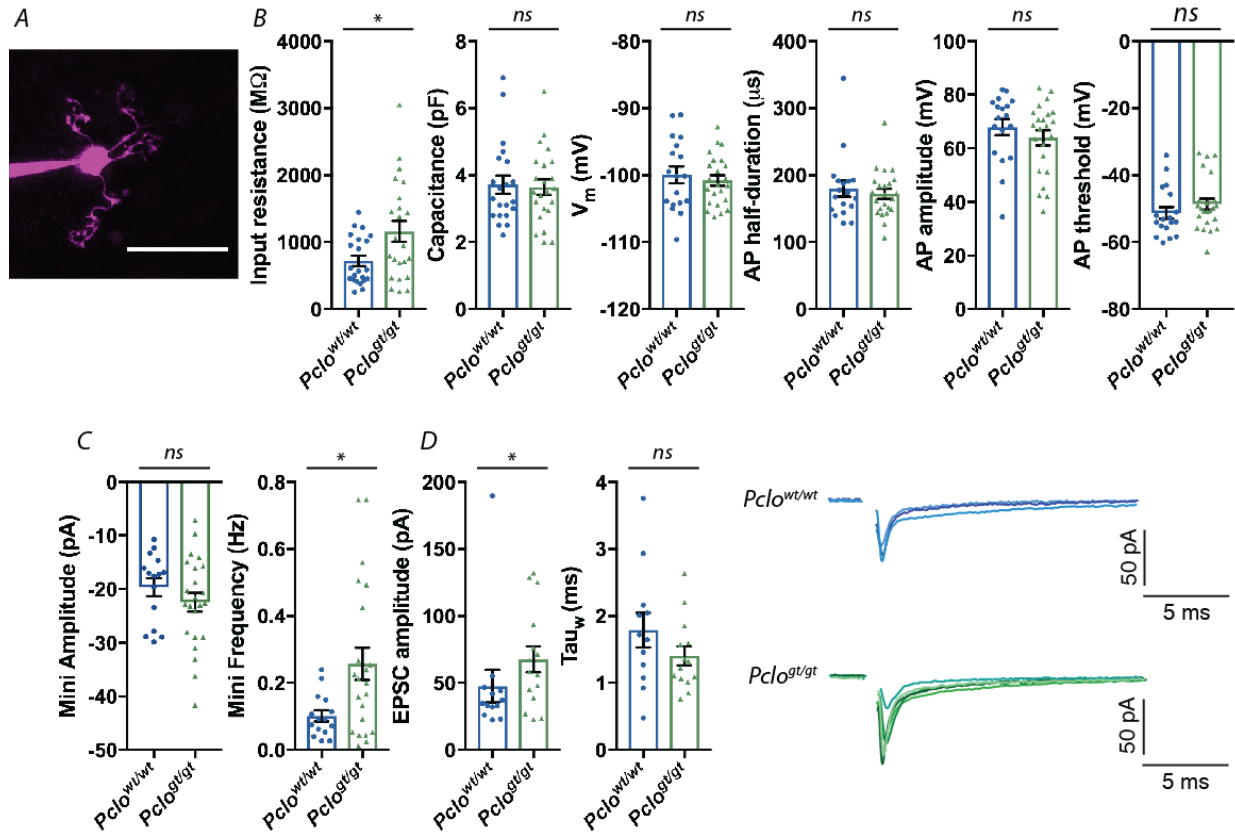 A
B
*
Input resistance (MΩ)
4000
3000
2000
1000
0
Pclo^wt/wt
Pclo^gt/gt
ns
Capacitance (pF)
8
6
4
2
0
Pclo^wt/wt
Pclo^gt/gt
ns
V_m (mV)
-80
-90
-100
-110
-120
Pclo^wt/wt
Pclo^gt/gt
ns
AP half-duration (µs)
400
300
200
100
0
Pclo^wt/wt
Pclo^gt/gt
ns
AP amplitude (mV)
100
80
60
40
20
0
Pclo^wt/wt
Pclo^gt/gt
ns
AP threshold (mV)
0
-20
-40
-60
-80
Pclo^wt/wt
Pclo^gt/gt
C
ns
Mini Amplitude (pA)
0
-10
-20
-30
-40
-50
Pclo^wt/wt
Pclo^gt/gt
*
Mini Frequency (Hz)
0.8
0.6
0.4
0.2
0.0
Pclo^wt/wt
Pclo^gt/gt
D
*
EPSC amplitude (pA)
200
150
100
50
0
Pclo^wt/wt
Pclo^gt/gt
ns
Tau_w (ms)
4
3
2
1
0
Pclo^wt/wt
Pclo^gt/gt
Pclo^wt/wt
50 pA
5 ms
Pclo^gt/gt
50 pA
5 ms